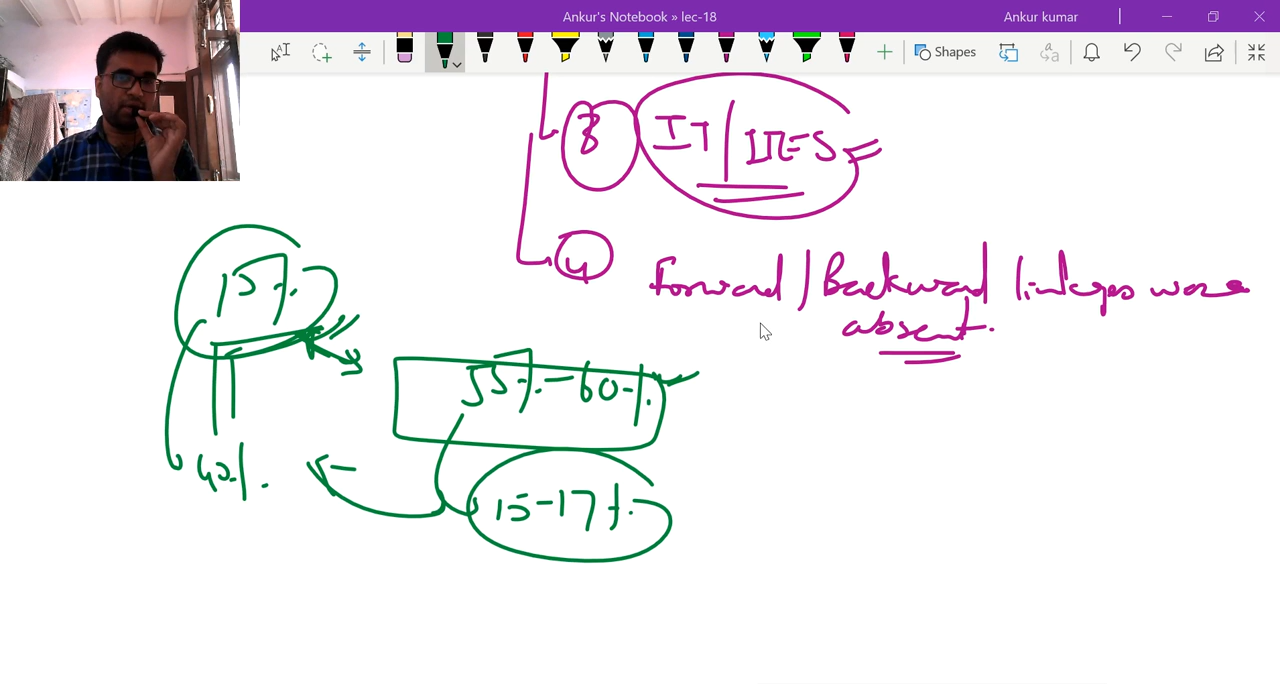 Ankur's Notebook » lec-18
Ankur kumar
Shapes
3 IT/ITES
4 Forward/Backward linkages were
absent.
15%
55%-60%
40%.
15-17%